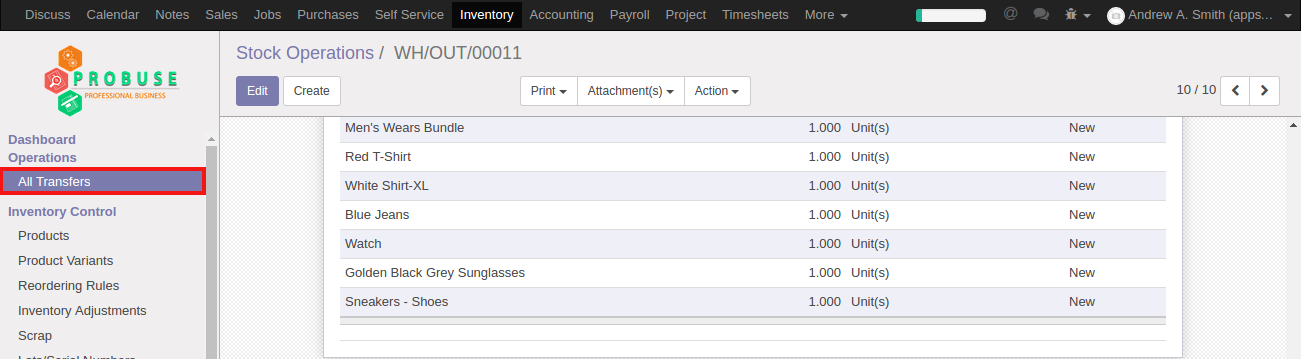 Discuss Calendar Notes Sales Jobs Purchases Self Service Inventory Accounting Payroll Project Timesheets More @ Andrew A. Smith (apps...
PROBUSE
PROFESSIONAL BUSINESS
Stock Operations / WH/OUT/00011
Edit Create Print Attachment(s) Action 10 / 10
Dashboard
Operations
All Transfers
Inventory Control
Products
Product Variants
Reordering Rules
Inventory Adjustments
Scrap
Lots/Serial Numbers
Men's Wears Bundle 1.000 Unit(s) New
Red T-Shirt 1.000 Unit(s) New
White Shirt-XL 1.000 Unit(s) New
Blue Jeans 1.000 Unit(s) New
Watch 1.000 Unit(s) New
Golden Black Grey Sunglasses 1.000 Unit(s) New
Sneakers - Shoes 1.000 Unit(s) New